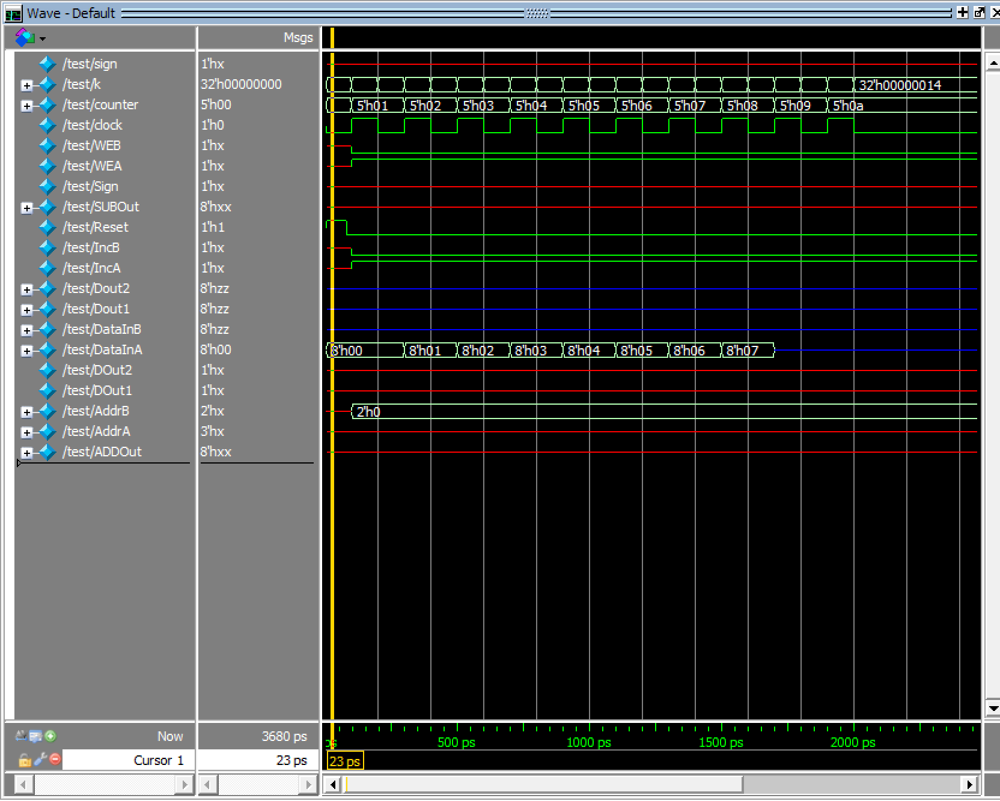 Wave - Default
Msgs
/test/sign 1'hx
/test/k 32'h00000000 32'h00000014
/test/counter 5'h00 5'h01 5'h02 5'h03 5'h04 5'h05 5'h06 5'h07 5'h08 5'h09 5'h0a
/test/clock 1'h0
/test/WEB 1'hx
/test/WEA 1'hx
/test/Sign 1'hx
/test/SUBOut 8'hxx
/test/Reset 1'h1
/test/IncB 1'hx
/test/IncA 1'hx
/test/Dout2 8'hzz
/test/Dout1 8'hzz
/test/DataInB 8'hzz
/test/DataInA 8'h00 8'h00 8'h01 8'h02 8'h03 8'h04 8'h05 8'h06 8'h07
/test/DOut2 1'hx
/test/DOut1 1'hx
/test/AddrB 2'hx 2'h0
/test/AddrA 3'hx
/test/ADDOut 8'hxx
Now 3680 ps 500 ps 1000 ps 1500 ps 2000 ps
Cursor 1 23 ps 23 ps